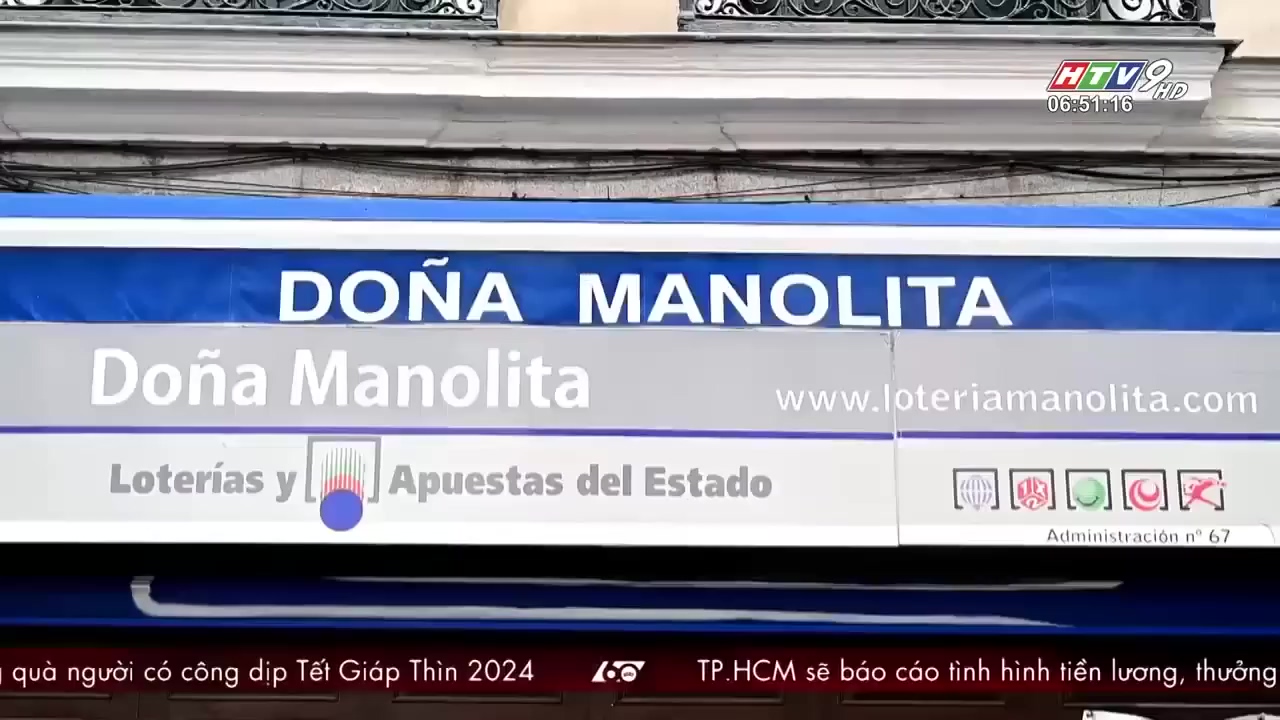 HTV9 HD
06:51:16
DOÑA MANOLITA
Doña Manolita
www.loteriamanolita.com
Loterías y Apuestas del Estado
Administración nº 67
quà người có công dịp Tết Giáp Thìn 2024 60 TP.HCM sẽ báo cáo tình hình tiền lương, thưởng